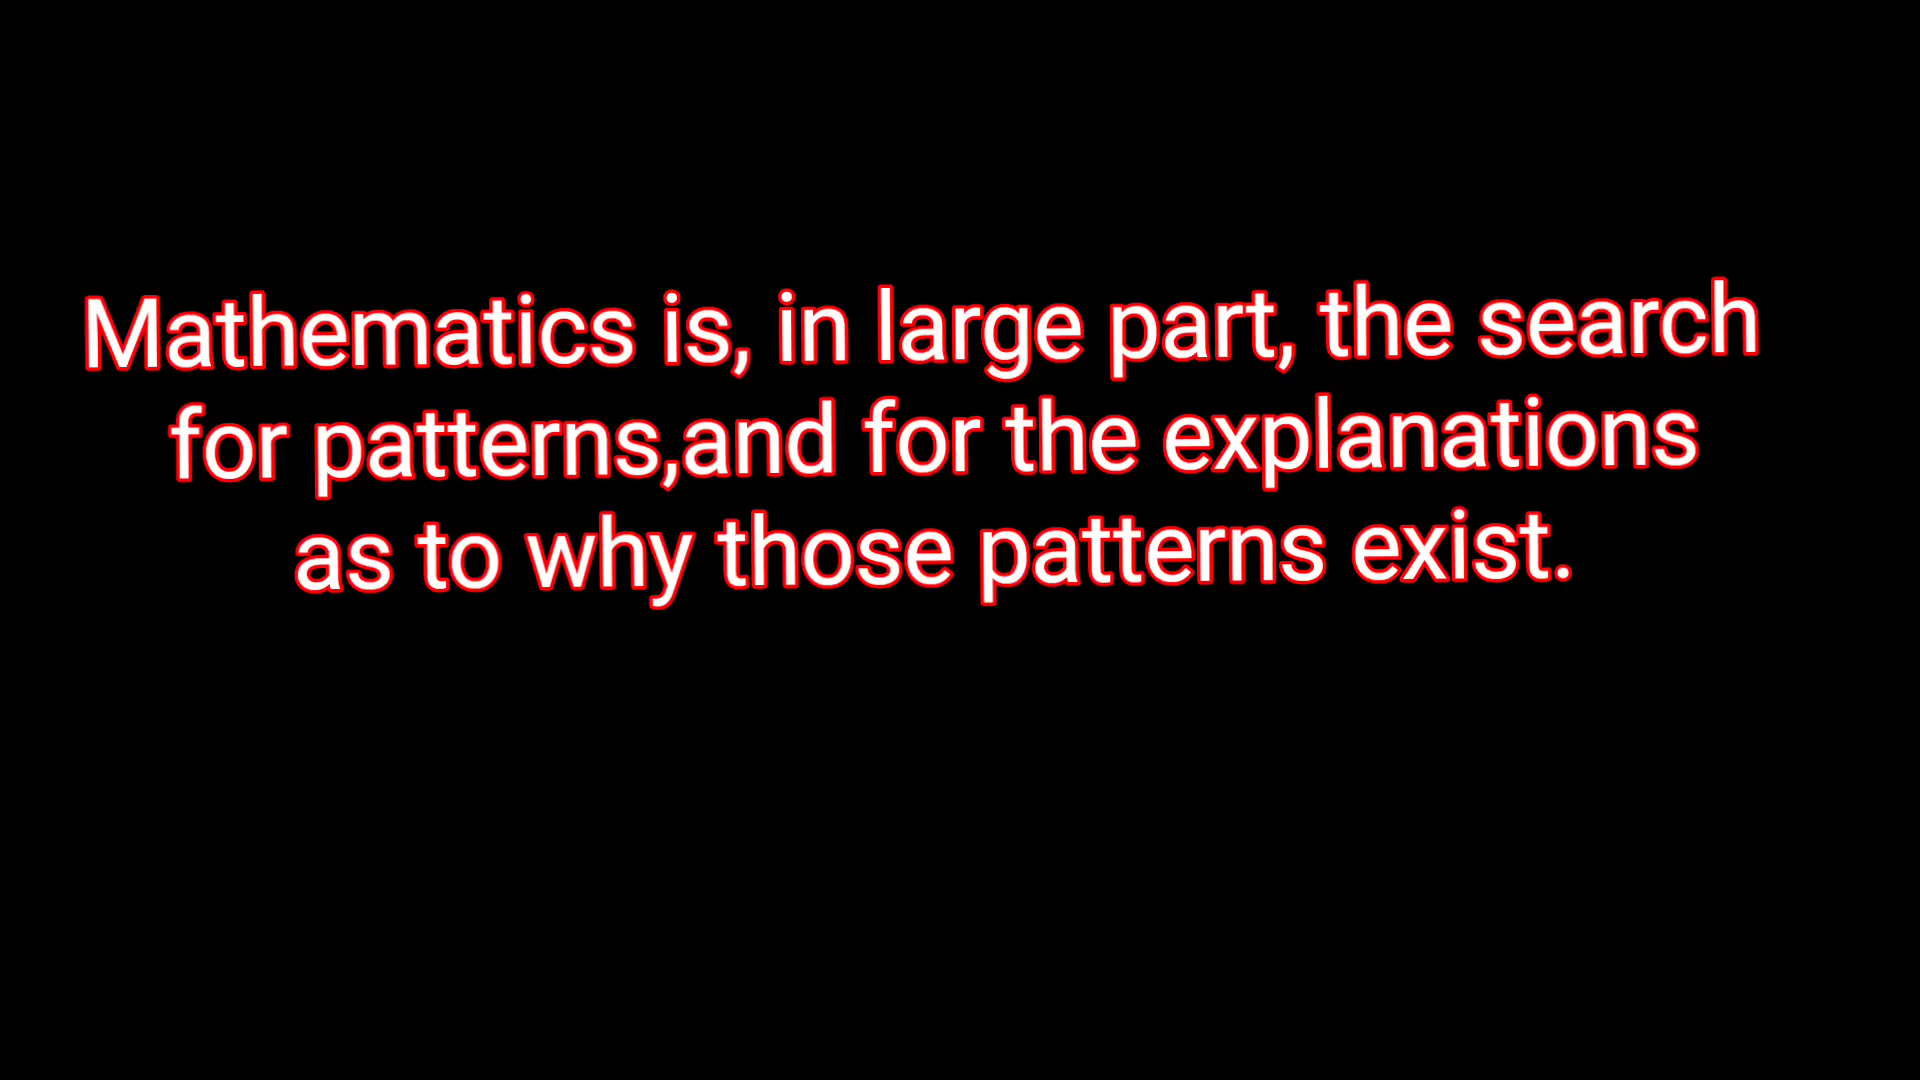 Mathematics is, in large part, the search
for patterns,and for the explanations
as to why those patterns exist.